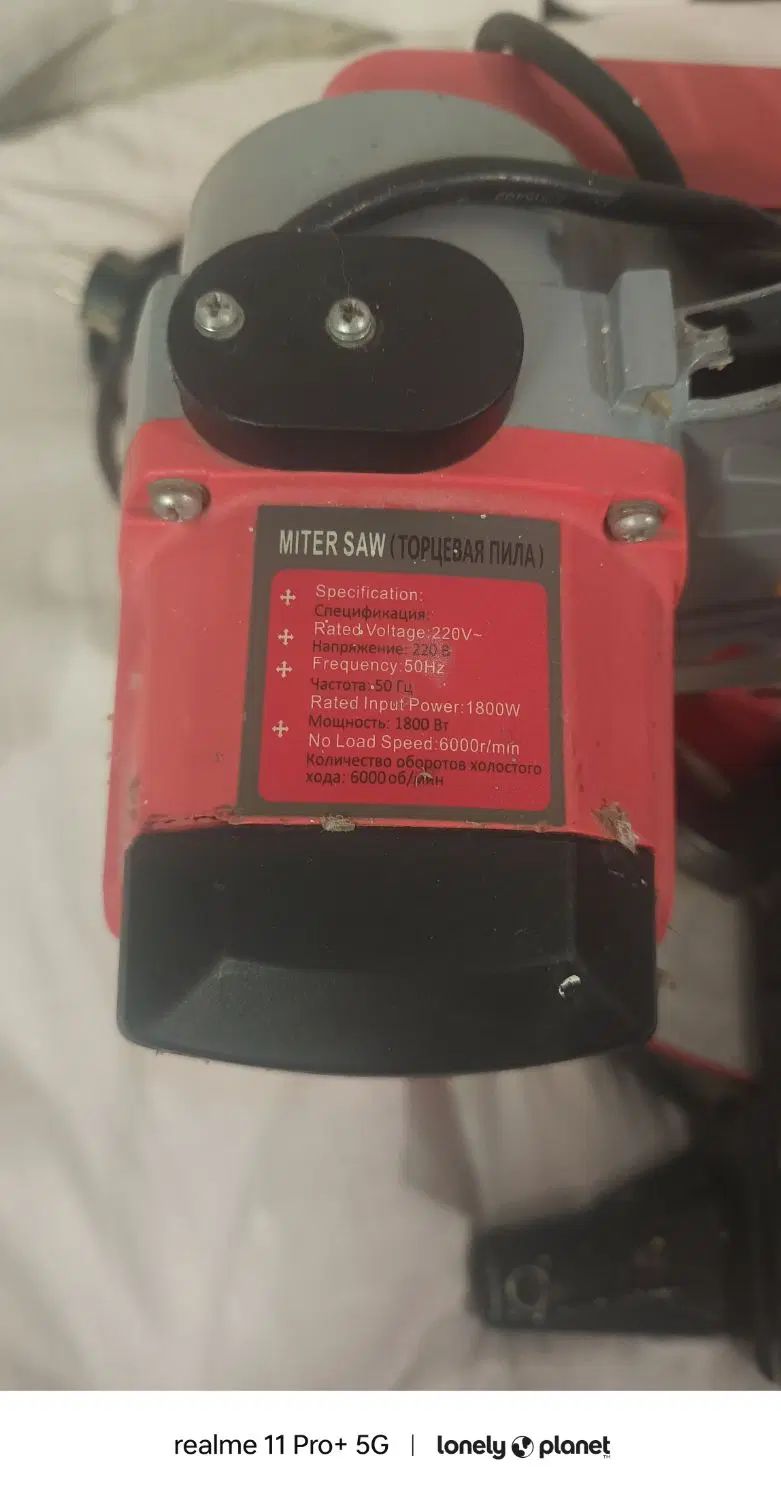 MITER SAW (ТОРЦЕВАЯ ПИЛА)
Specification:
Спецификация:
Rated Voltage:220V~
Напряжение: 220 В
Frequency:50Hz
Частота: 50 Гц
Rated Input Power:1800W
Мощность: 1800 Вт
No Load Speed:6000r/min
Количество оборотов холостого
хода: 6000 об/мин
realme 11 Pro+ 5G | lonely planet